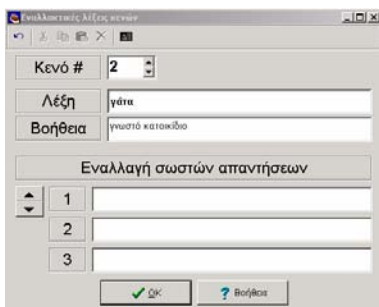 Εναλλακτικές λέξεις κενών
Κενό # 2
Λέξη γάτα
Βοήθεια γνωστό κατοικίδιο
Εναλλαγή σωστών απαντήσεων
1
2
3
OK Βοήθεια